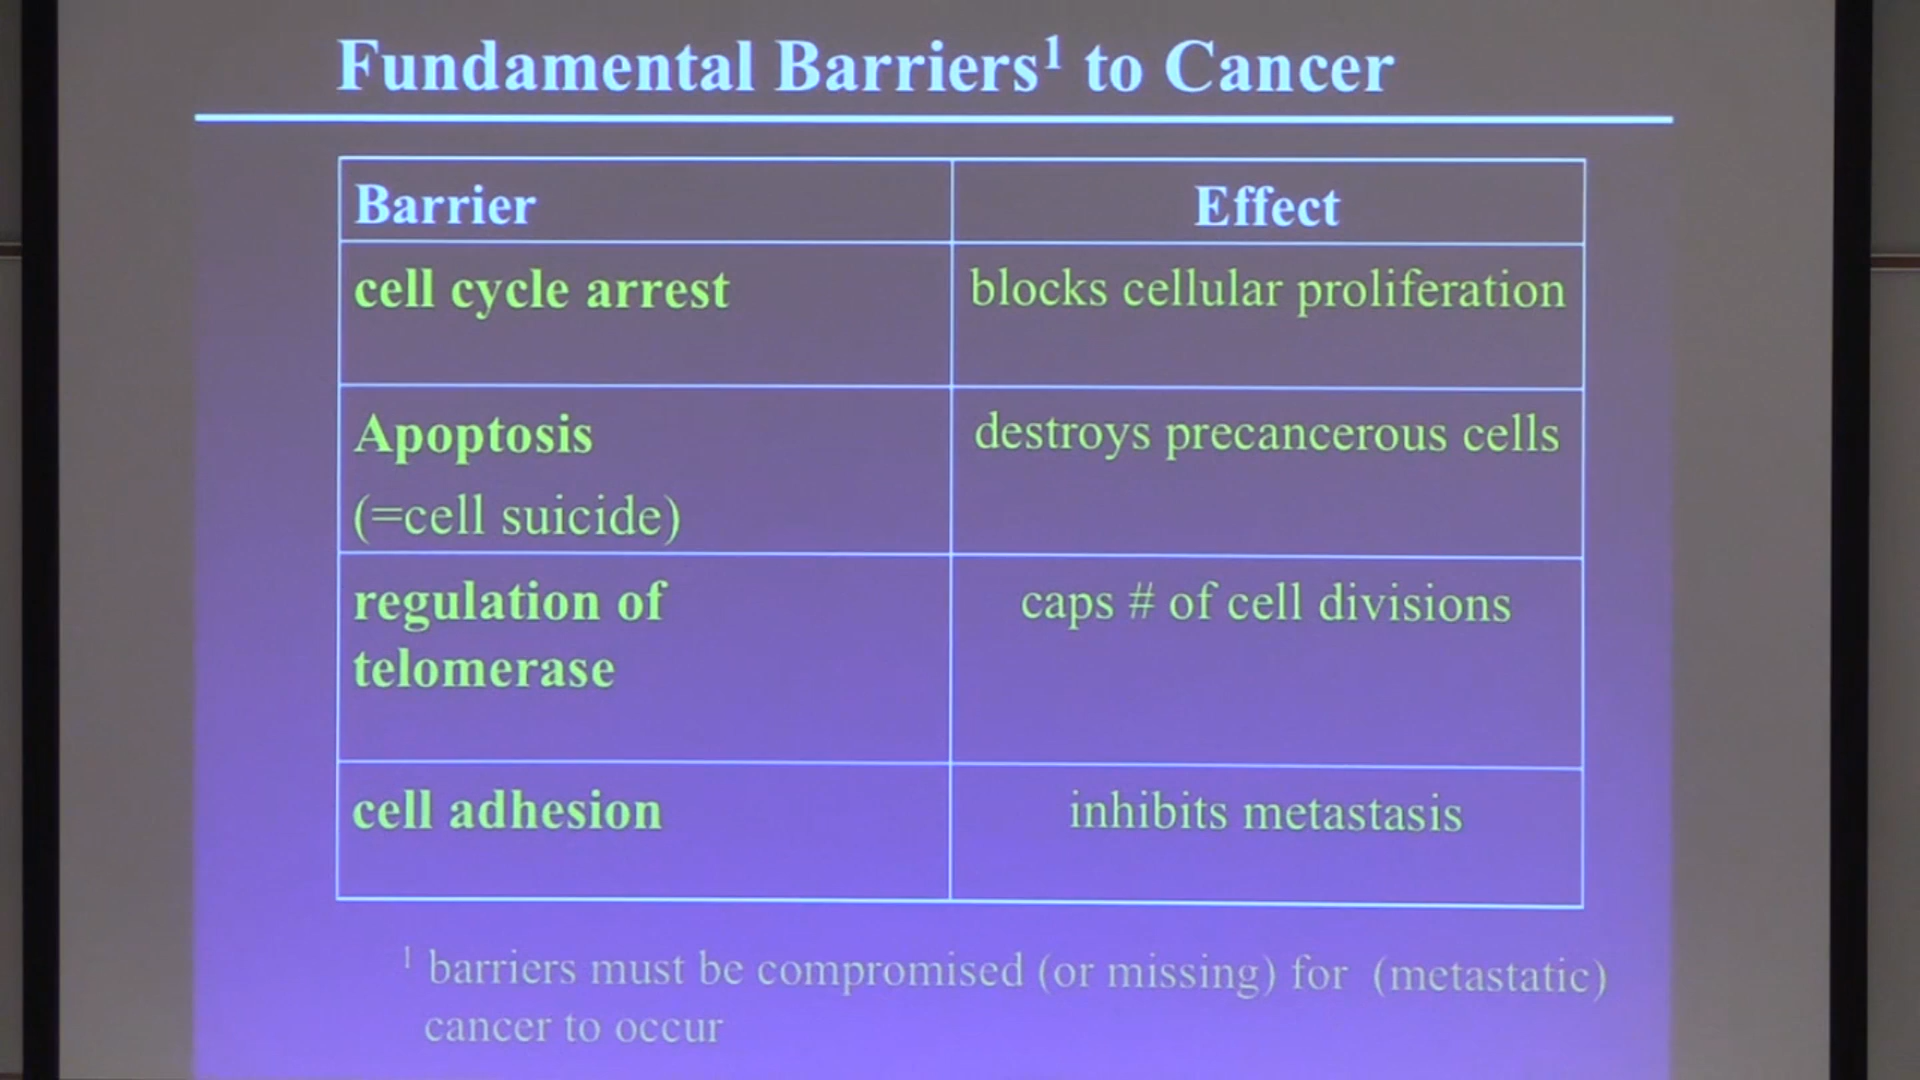 Fundamental Barriers¹ to Cancer
Barrier
Effect
cell cycle arrest
blocks cellular proliferation
Apoptosis
(=cell suicide)
destroys precancerous cells
regulation of
telomerase
caps # of cell divisions
cell adhesion
inhibits metastasis
¹ barriers must be compromised (or missing) for (metastatic)
cancer to occur